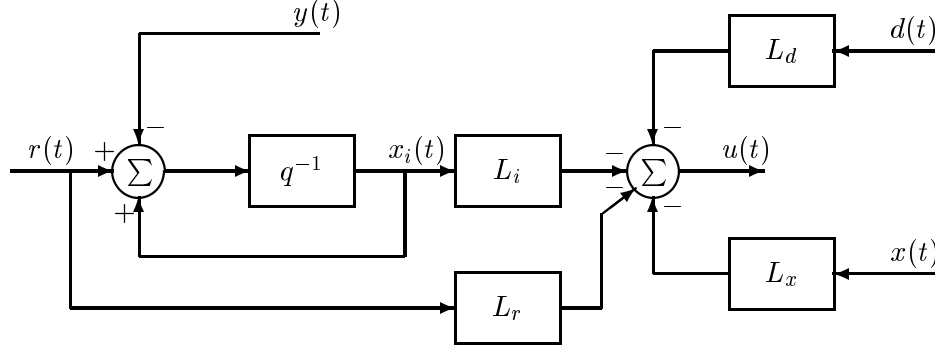 y(t)
L_d
d(t)
−
−
r(t)
+
Σ
q^{-1}
x_i(t)
L_i
−
Σ
u(t)
+
−
−
L_x
x(t)
L_r